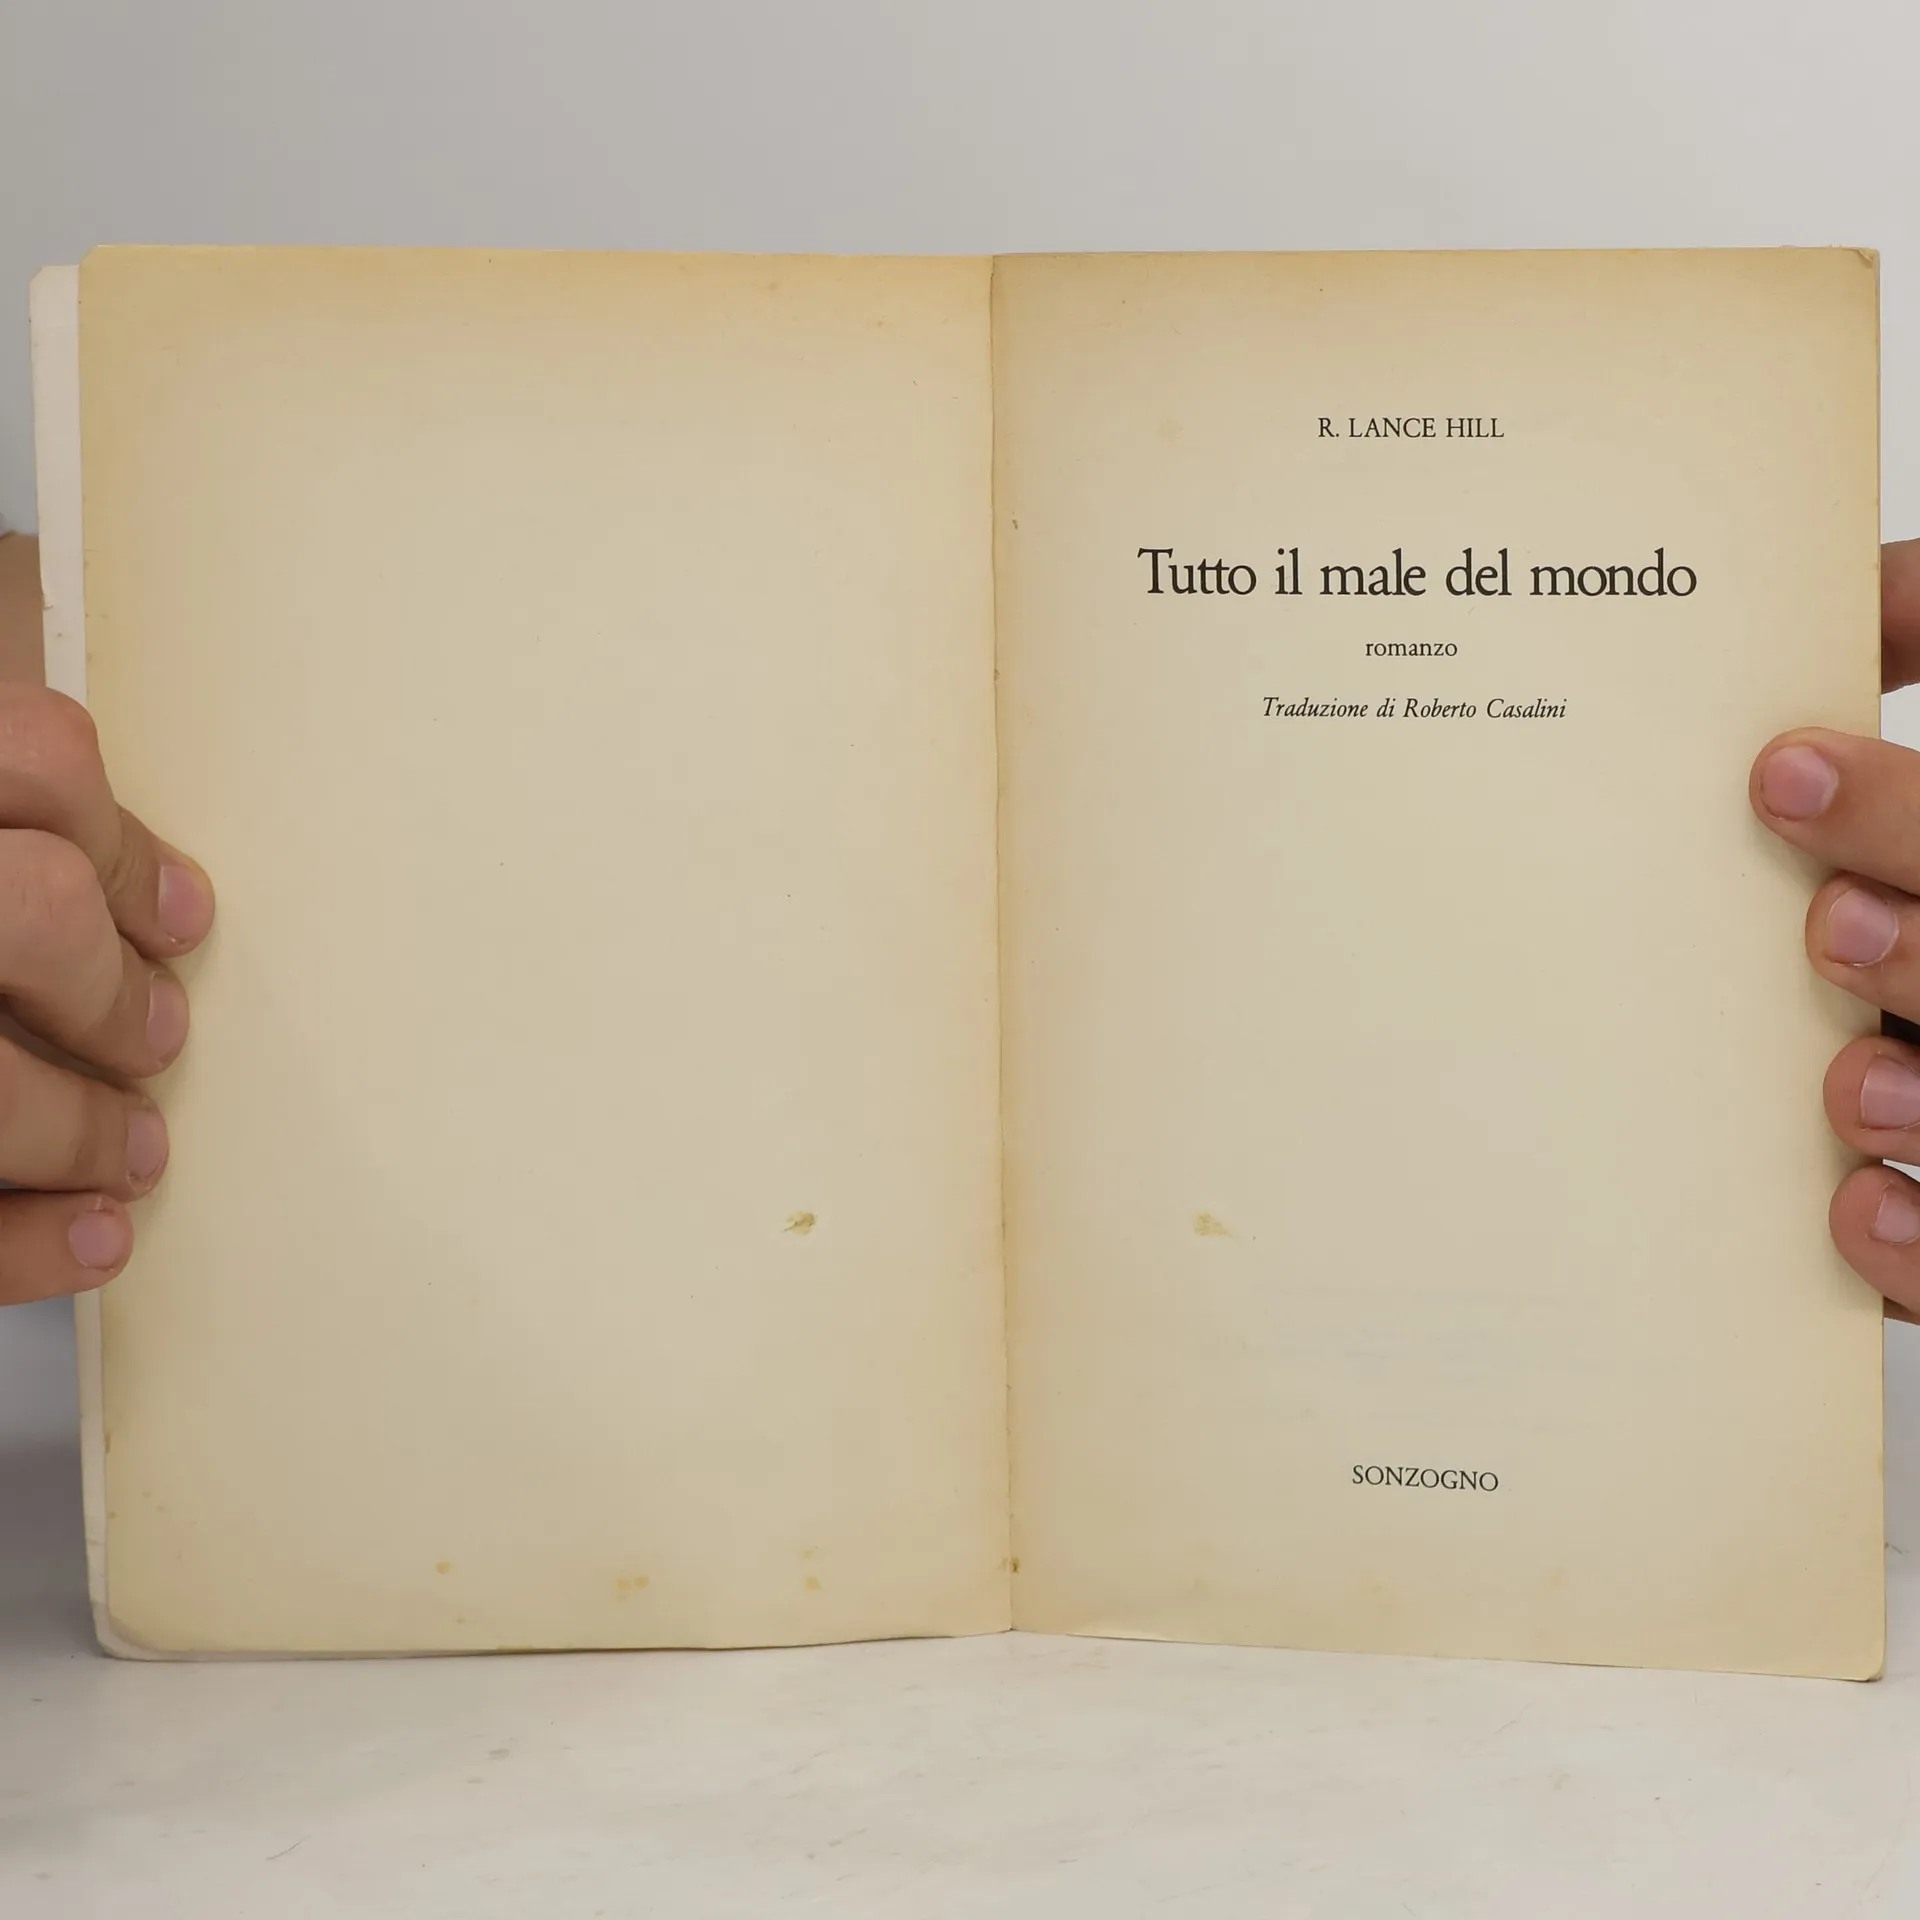 R. LANCE HILL
Tutto il male del mondo
romanzo
Traduzione di Roberto Casalini
SONZOGNO